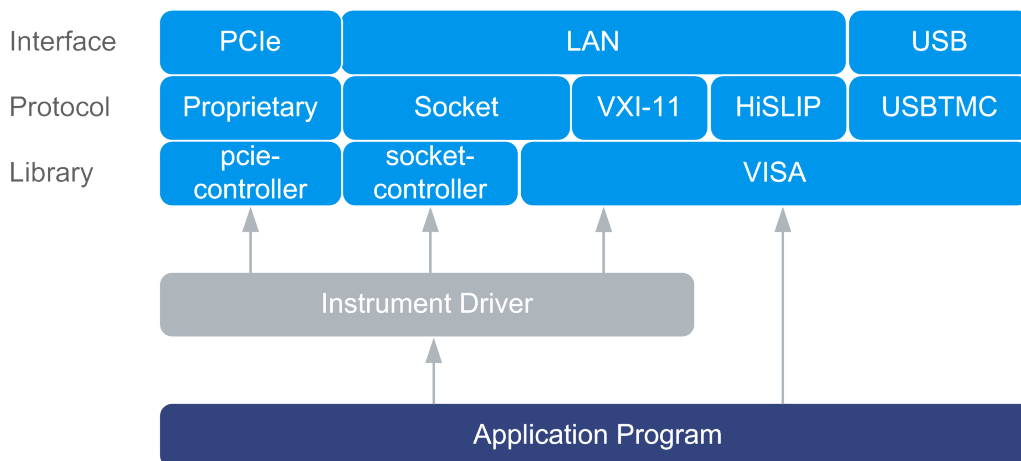 Interface
PCIe
LAN
USB
Protocol
Proprietary
Socket
VXI-11
HiSLIP
USBTMC
Library
pcie-
controller
socket-
controller
VISA
Instrument Driver
Application Program